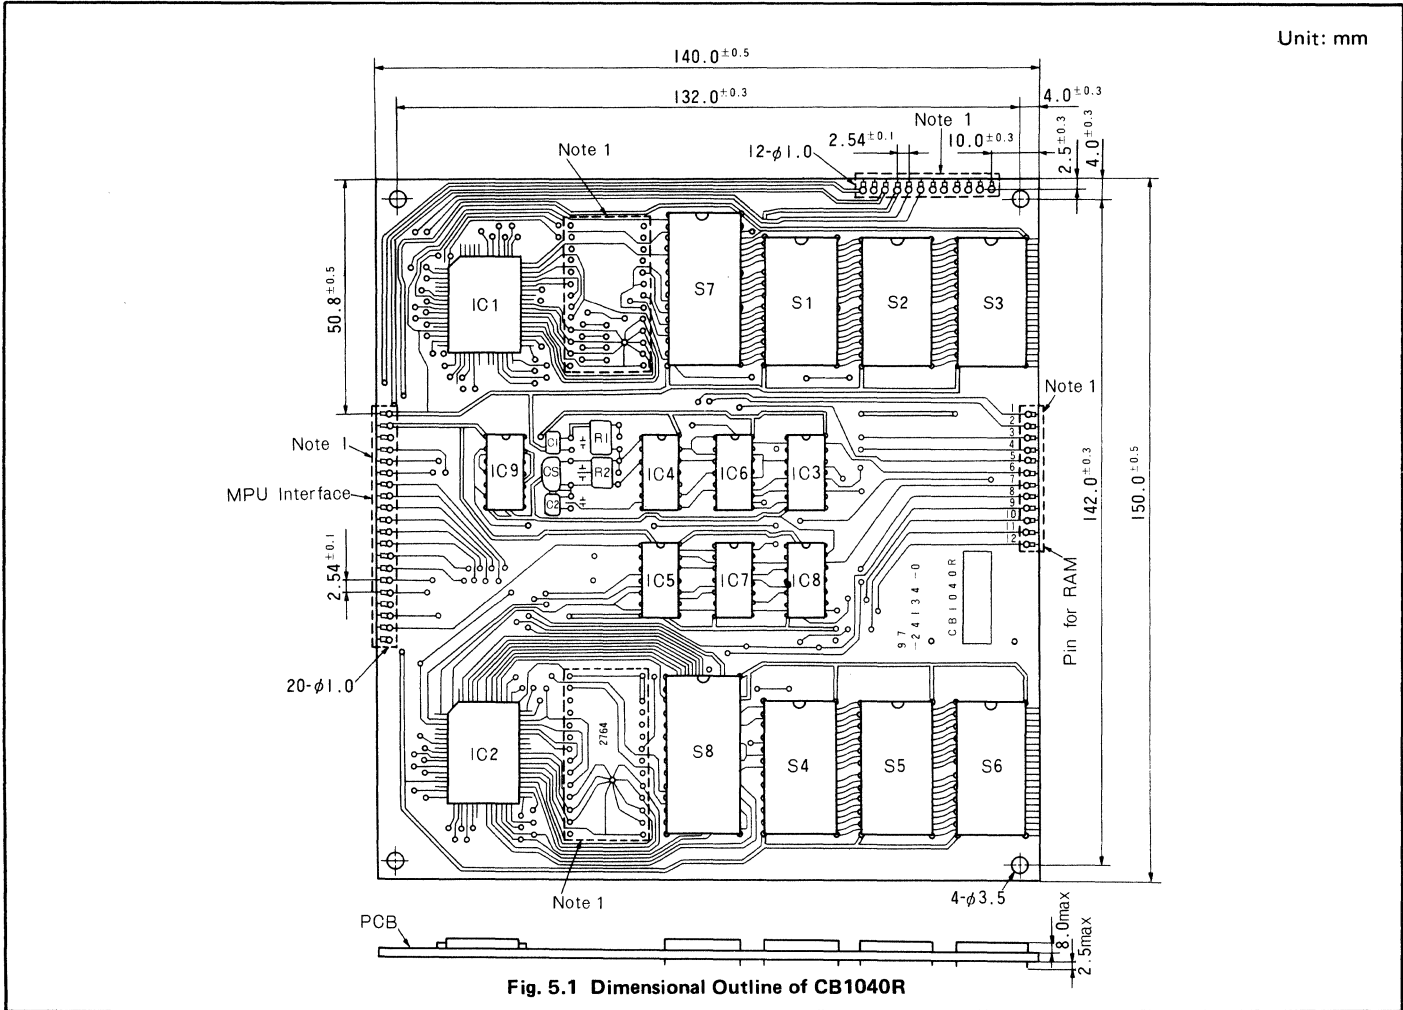 Unit: mm
140.0±0.5
132.0±0.3
4.0±0.3
Note 1
2.54±0.1
10.0±0.3
2.5±0.3
4.0±0.3
Note 1
12-φ1.0
50.8±0.5
IC1
S7
S1
S2
S3
Note 1
1
2
3
4
5
6
7
8
9
10
11
12
Note 1
MPU Interface
IC9
C1
R1
CS
R2
C2
IC4
IC6
IC3
142.0±0.3
150.0±0.5
2.54±0.1
IC5
IC7
IC8
97
-24134-0
CB1040R
Pin for RAM
20-φ1.0
IC2
2764
S8
S4
S5
S6
Note 1
4-φ3.5
PCB
8.0max
2.5max
Fig. 5.1 Dimensional Outline of CB1040R